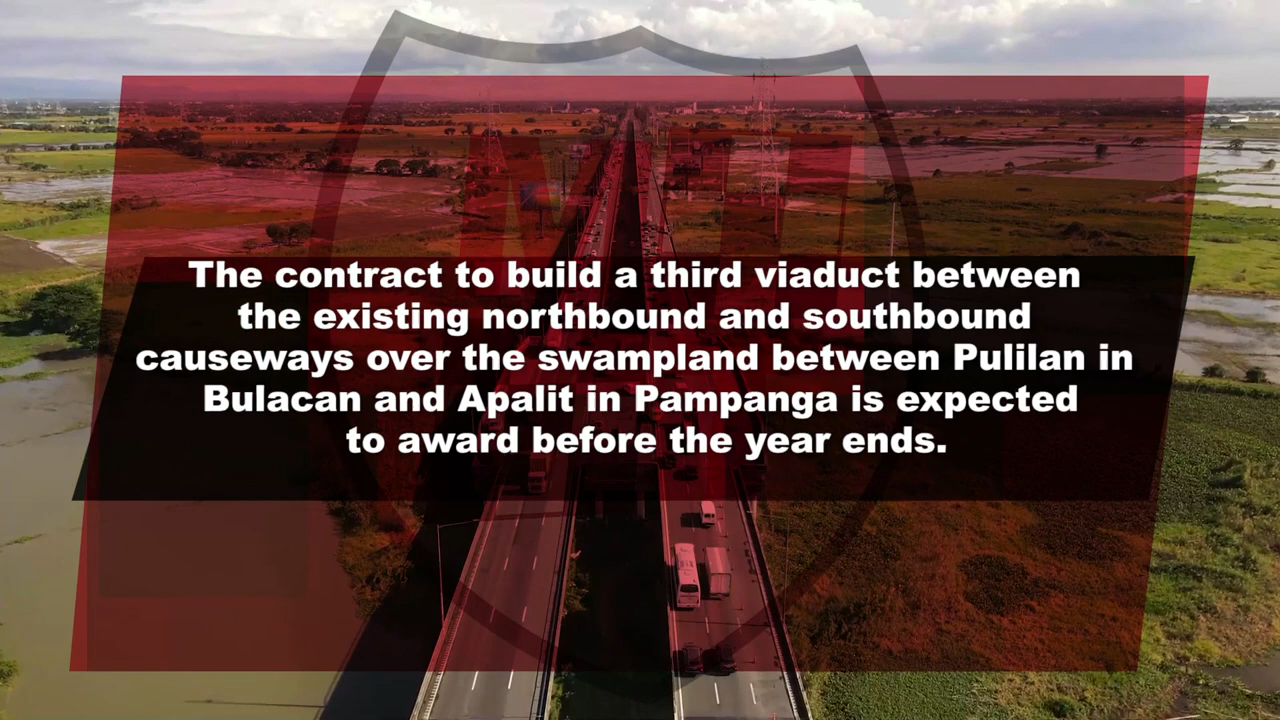 The contract to build a third viaduct between
the existing northbound and southbound
causeways over the swampland between Pulilan in
Bulacan and Apalit in Pampanga is expected
to award before the year ends.